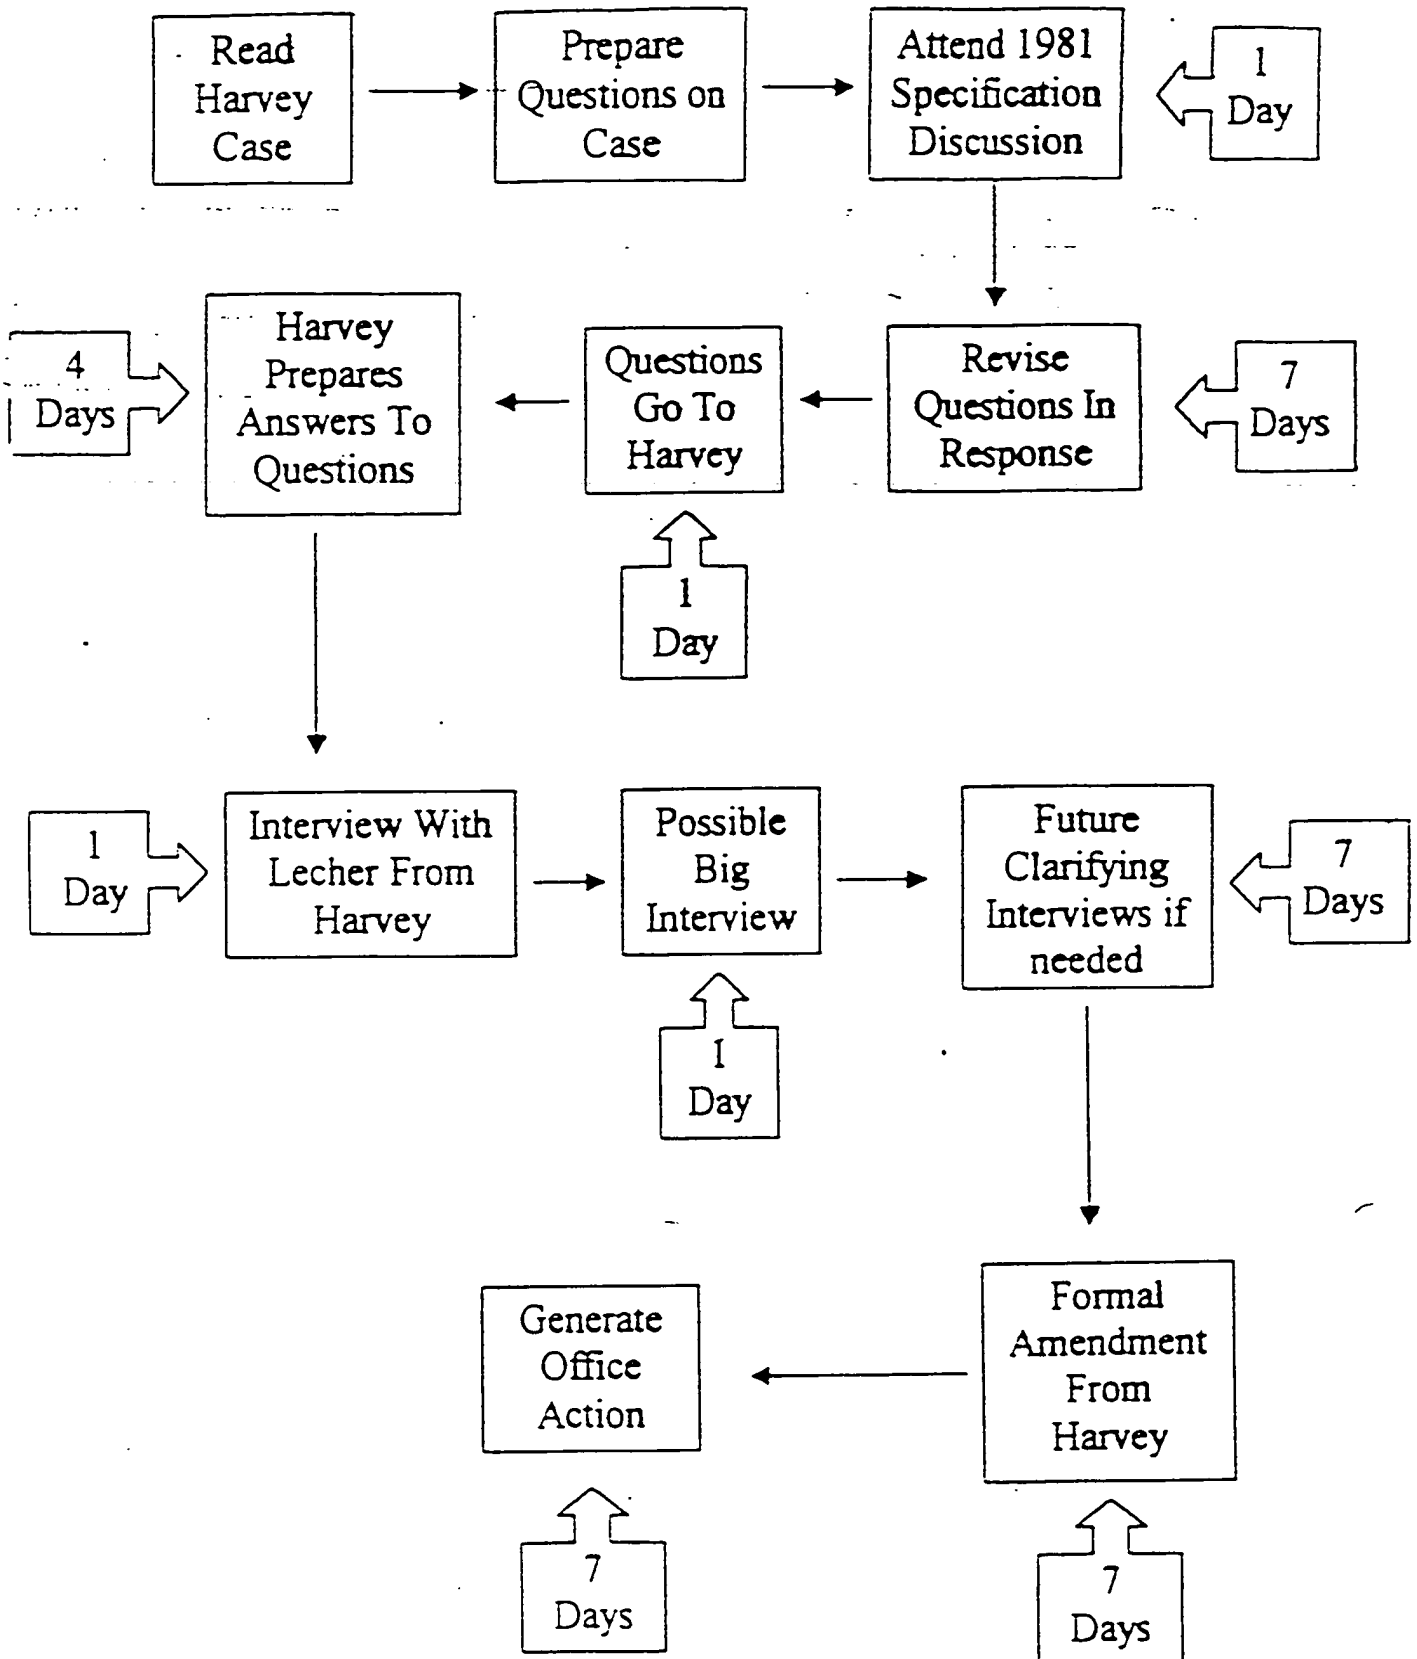 Read
Harvey
Case
Prepare
Questions on
Case
Attend 1981
Specification
Discussion
1
Day
4
Days
Harvey
Prepares
Answers To
Questions
Questions
Go To
Harvey
Revise
Questions In
Response
7
Days
1
Day
1
Day
Interview With
Lecher From
Harvey
Possible
Big
Interview
Future
Clarifying
Interviews if
needed
7
Days
1
Day
Generate
Office
Action
Formal
Amendment
From
Harvey
7
Days
7
Days